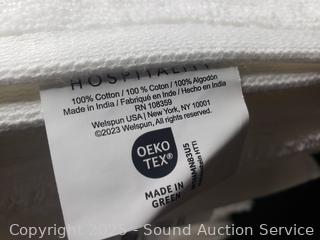 HOSPITALITY
100% Cotton / 100 % Coton / 100% Algodón
Made in India / Fabriqué en Inde / Hecho en India
RN 108359
Welspun USA | New York, NY 10001
©2023 Welspun, all rights reserved.
OEKO
TEX®
MADE IN
GREEN
Copyright 2025 - Sound Auction Service